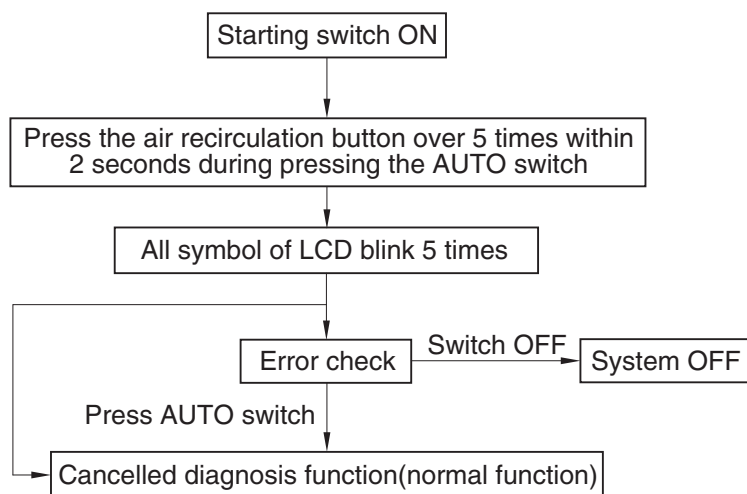 Starting switch ON
Press the air recirculation button over 5 times within
2 seconds during pressing the AUTO switch
All symbol of LCD blink 5 times
Error check
Switch OFF
System OFF
Press AUTO switch
Cancelled diagnosis function(normal function)